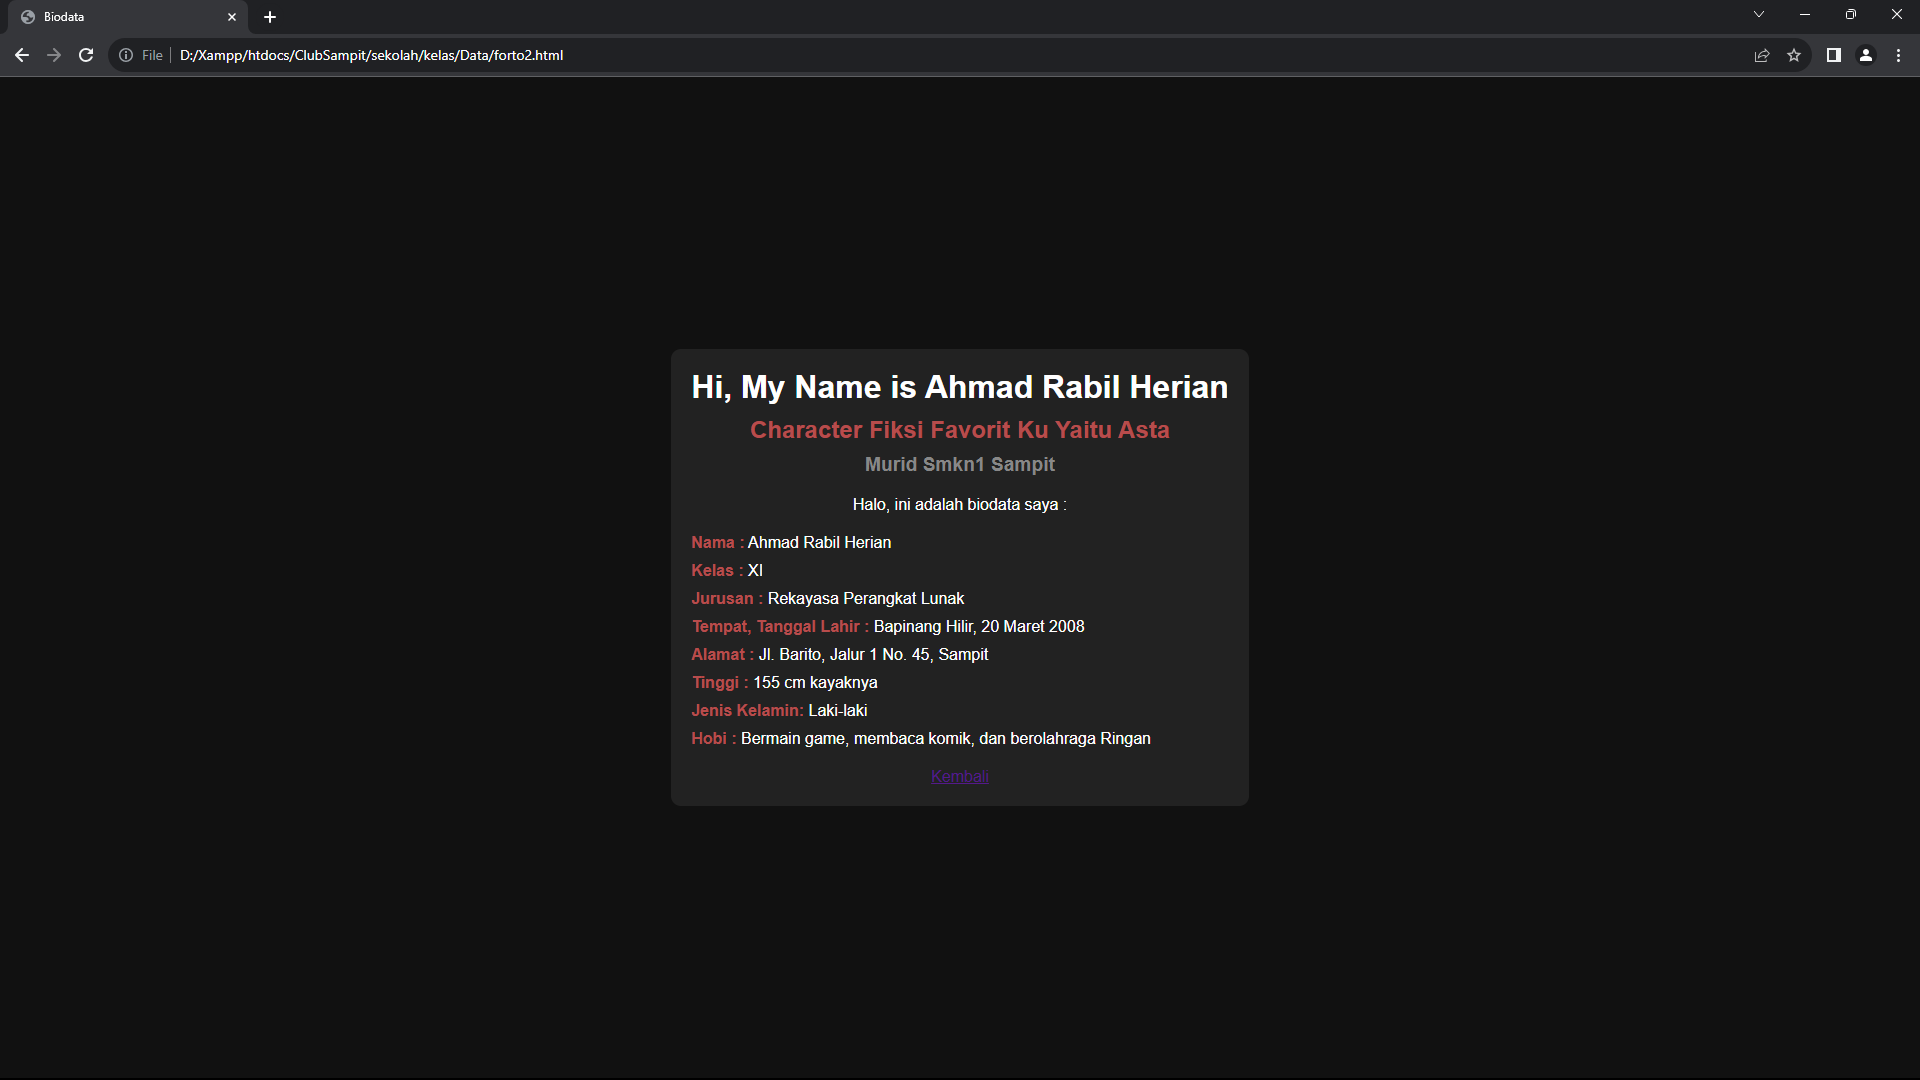 Biodata
File
D:/Xampp/htdocs/ClubSampit/sekolah/kelas/Data/forto2.html
Hi, My Name is Ahmad Rabil Herian
Character Fiksi Favorit Ku Yaitu Asta
Murid Smkn1 Sampit
Halo, ini adalah biodata saya :
Nama : Ahmad Rabil Herian
Kelas : XI
Jurusan : Rekayasa Perangkat Lunak
Tempat, Tanggal Lahir : Bapinang Hilir, 20 Maret 2008
Alamat : Jl. Barito, Jalur 1 No. 45, Sampit
Tinggi : 155 cm kayaknya
Jenis Kelamin: Laki-laki
Hobi : Bermain game, membaca komik, dan berolahraga Ringan
Kembali